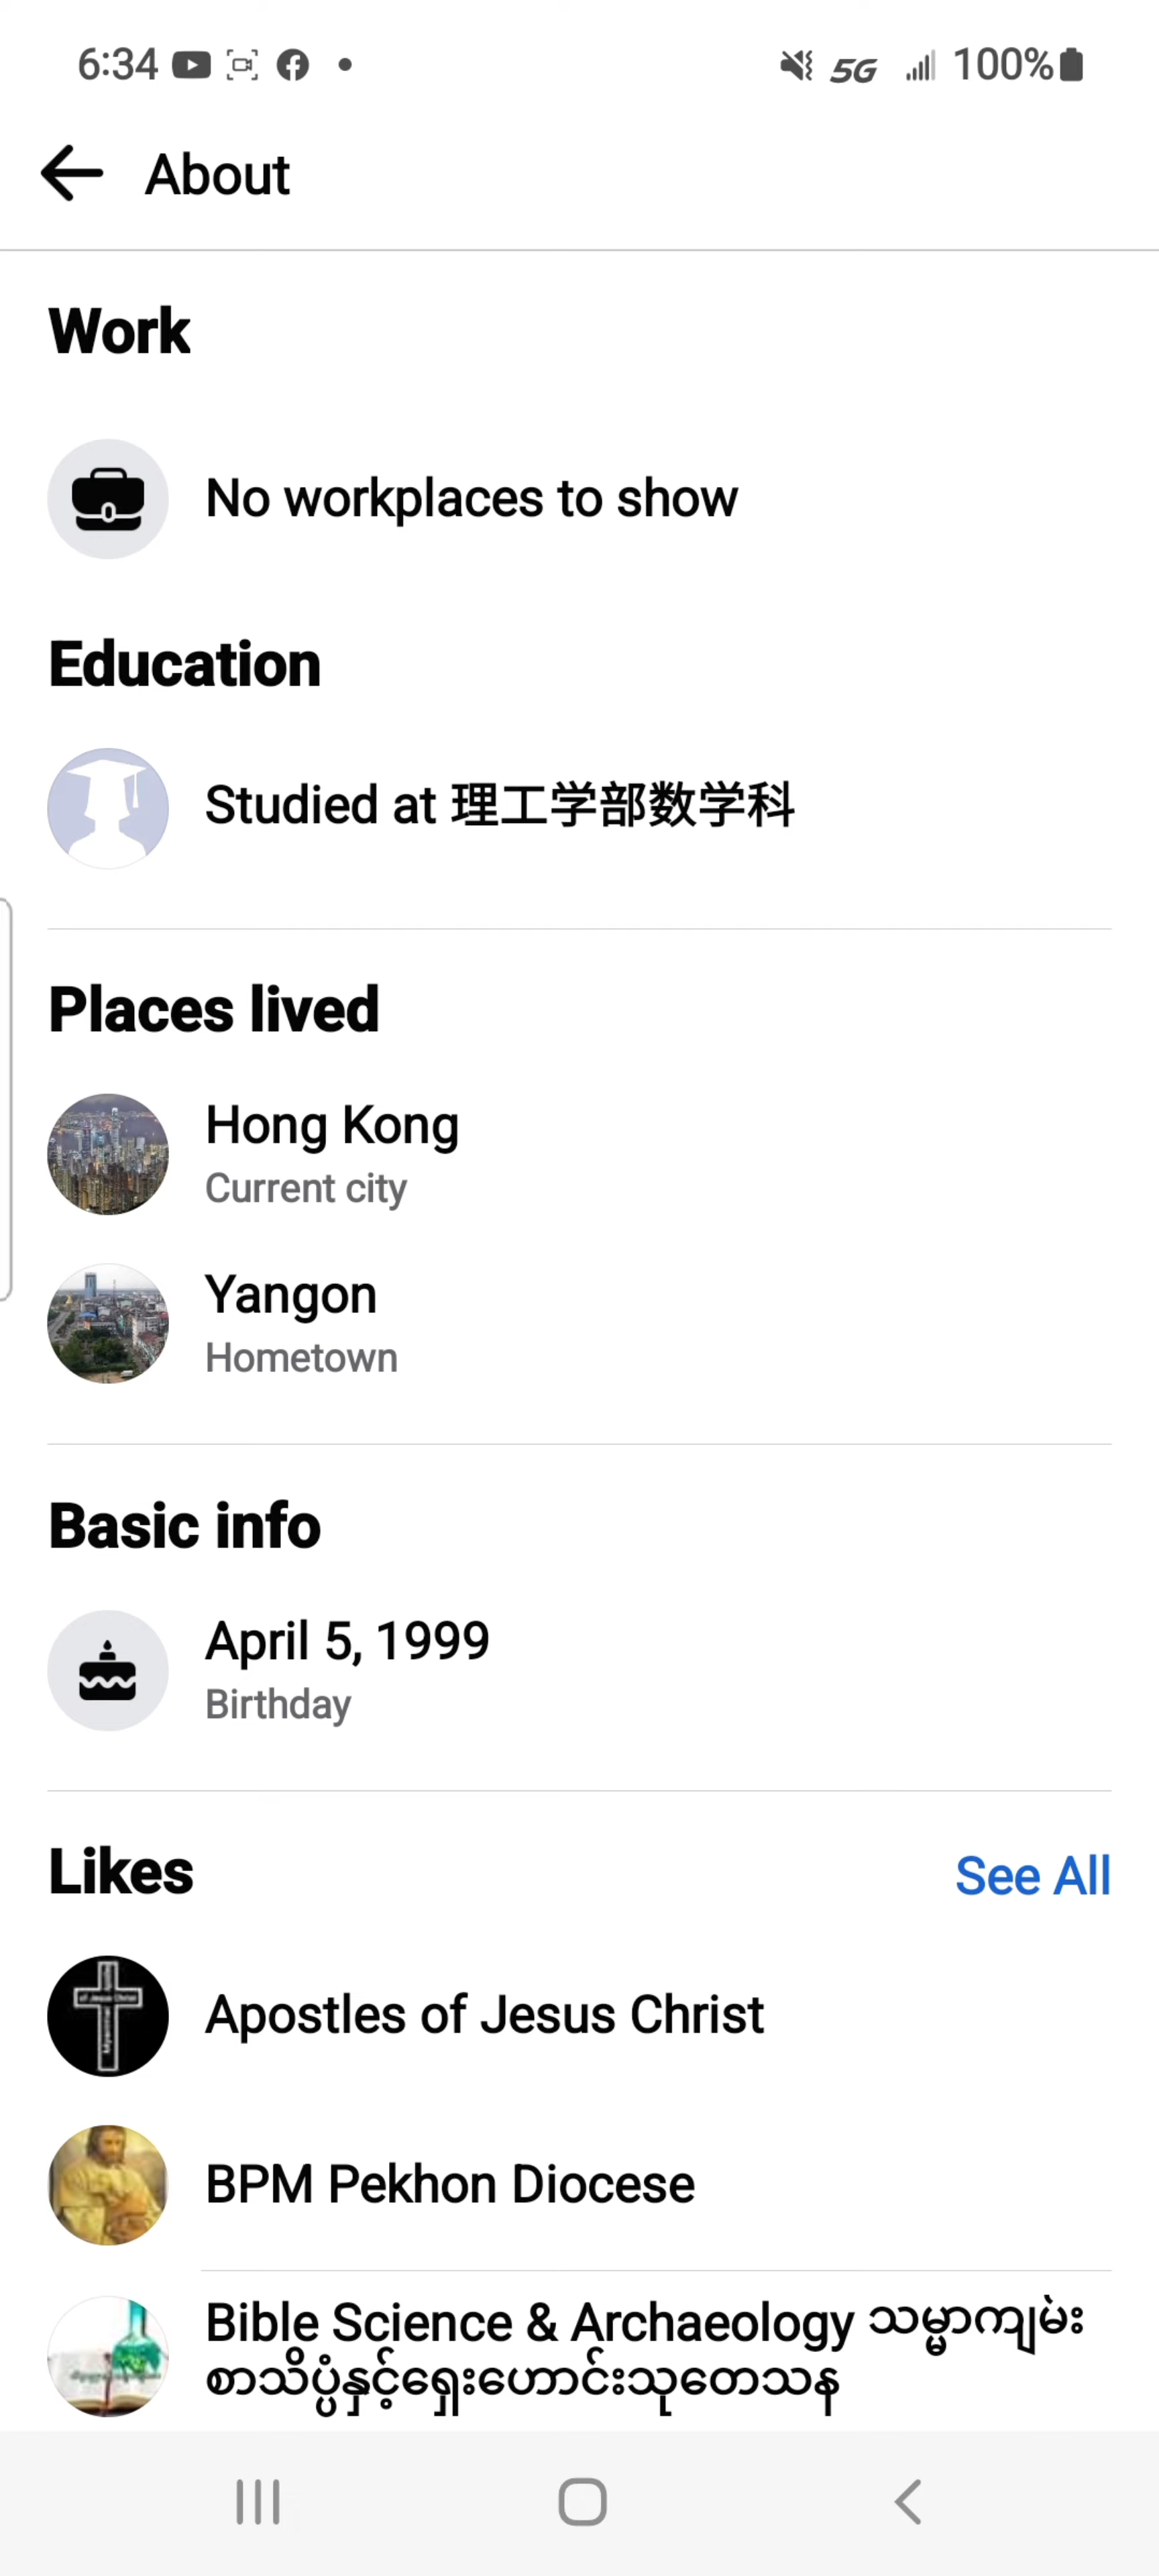 6:34
5G
100%
About
Work
No workplaces to show
Education
Studied at 理工学部数学科
Places lived
Hong Kong
Current city
Yangon
Hometown
Basic info
April 5, 1999
Birthday
Likes
See All
Apostles of Jesus Christ
BPM Pekhon Diocese
Bible Science & Archaeology သမ္မာကျမ်း
စာသိပ္ပံနှင့်ရှေးဟောင်းသုတေသန